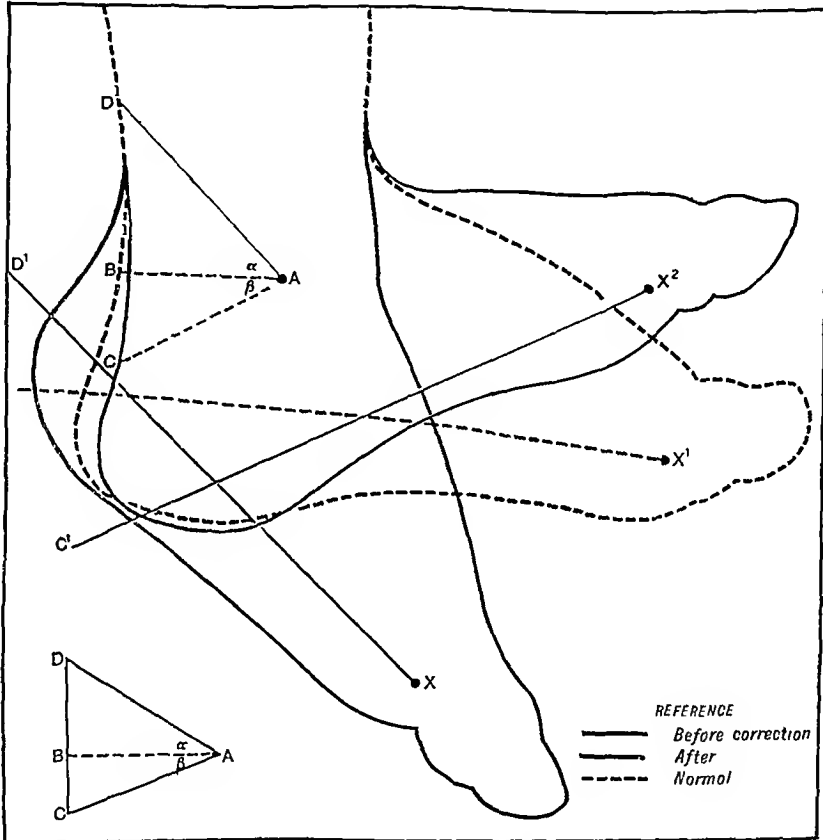 D
D¹
B
α
β
A
C
X²
X¹
C¹
X
D
B
α
β
A
C
REFERENCE
Before correction
After
Normol